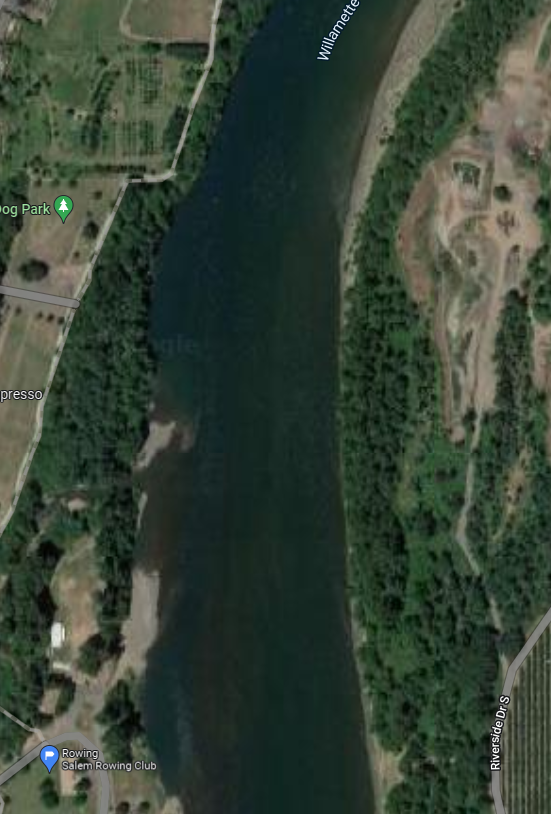 Willamette
Dog Park
presso
Rowing
Salem Rowing Club
Riverside Dr S